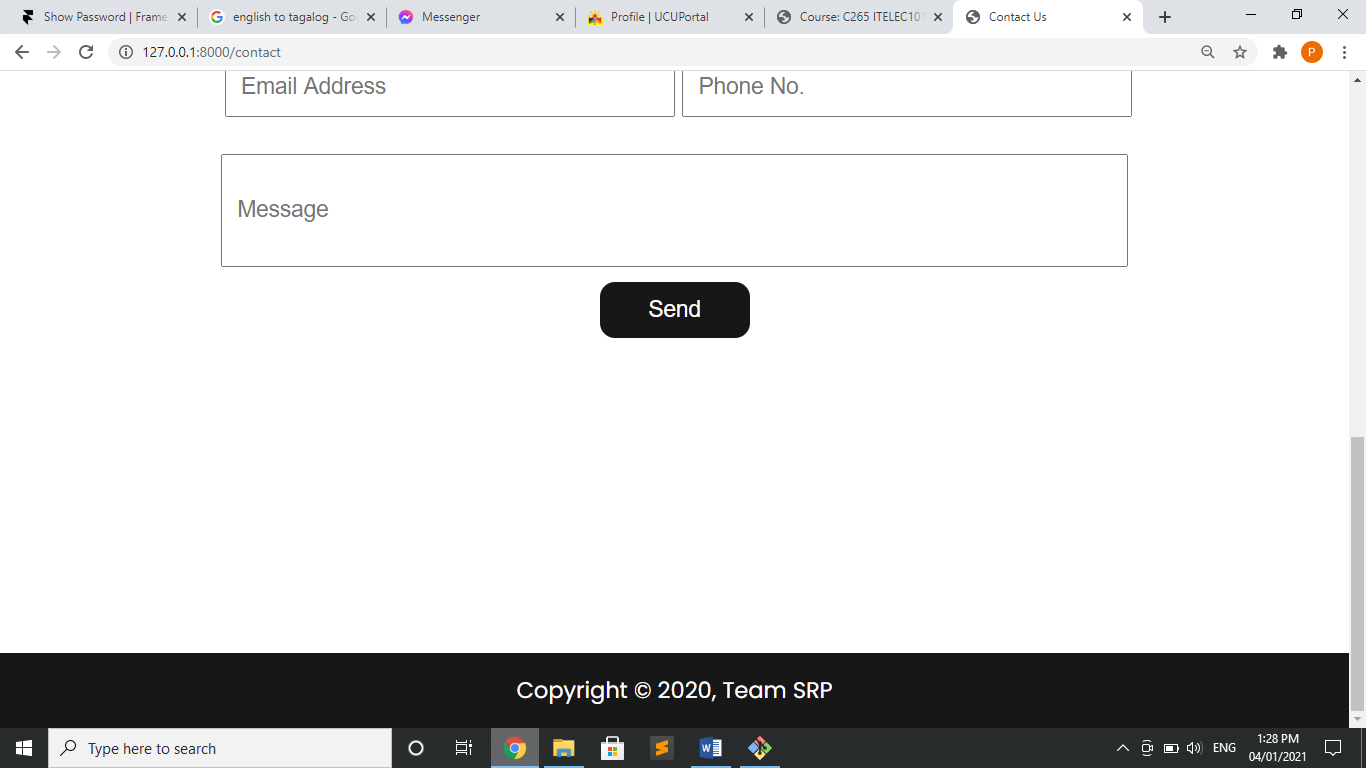 Show Password | Frame
english to tagalog - Go
Messenger
Profile | UCUPortal
Course: C265 ITELEC101
Contact Us
127.0.0.1:8000/contact
P
Email Address
Phone No.
Message
Send
Copyright © 2020, Team SRP
Type here to search
ENG
1:28 PM
04/01/2021